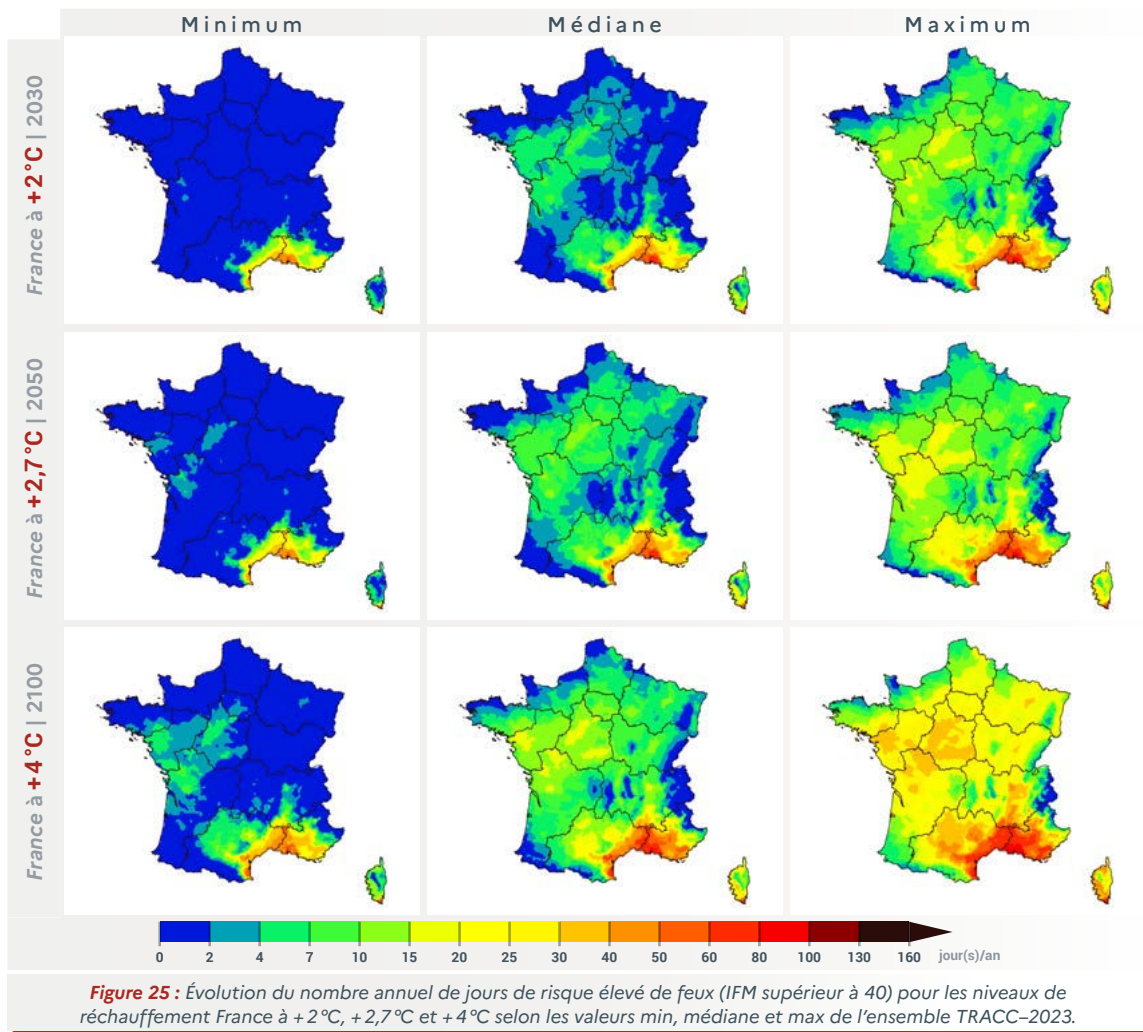 Minimum
Médiane
Maximum
France à +2°C | 2030
France à +2,7°C | 2050
France à +4°C | 2100
0 2 4 7 10 15 20 25 30 40 50 60 80 100 130 160 jour(s)/an
Figure 25 : Évolution du nombre annuel de jours de risque élevé de feux (IFM supérieur à 40) pour les niveaux de
réchauffement France à +2°C, +2,7°C et +4°C selon les valeurs min, médiane et max de l'ensemble TRACC–2023.